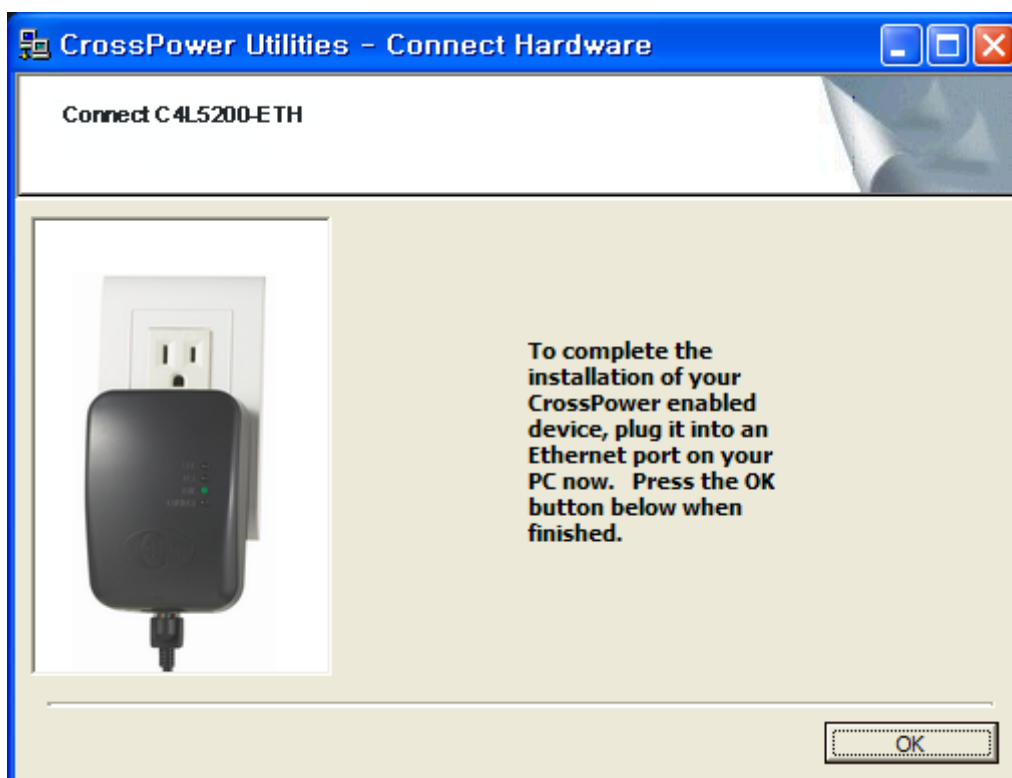 CrossPower Utilities - Connect Hardware
Connect C4L5200-ETH
To complete the
installation of your
CrossPower enabled
device, plug it into an
Ethernet port on your
PC now.   Press the OK
button below when
finished.
OK